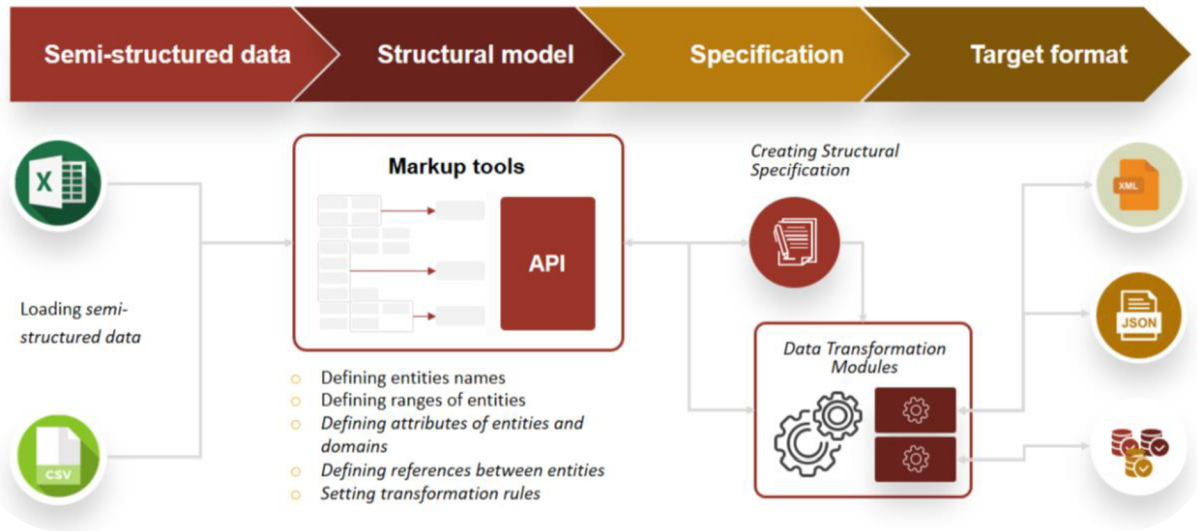 Semi-structured data
Structural model
Specification
Target format
X
Loading semi-
structured data
CSV
Markup tools
API
Defining entities names
Defining ranges of entities
Defining attributes of entities and
domains
Defining references between entities
Setting transformation rules
Creating Structural
Specification
Data Transformation
Modules
XML
JSON